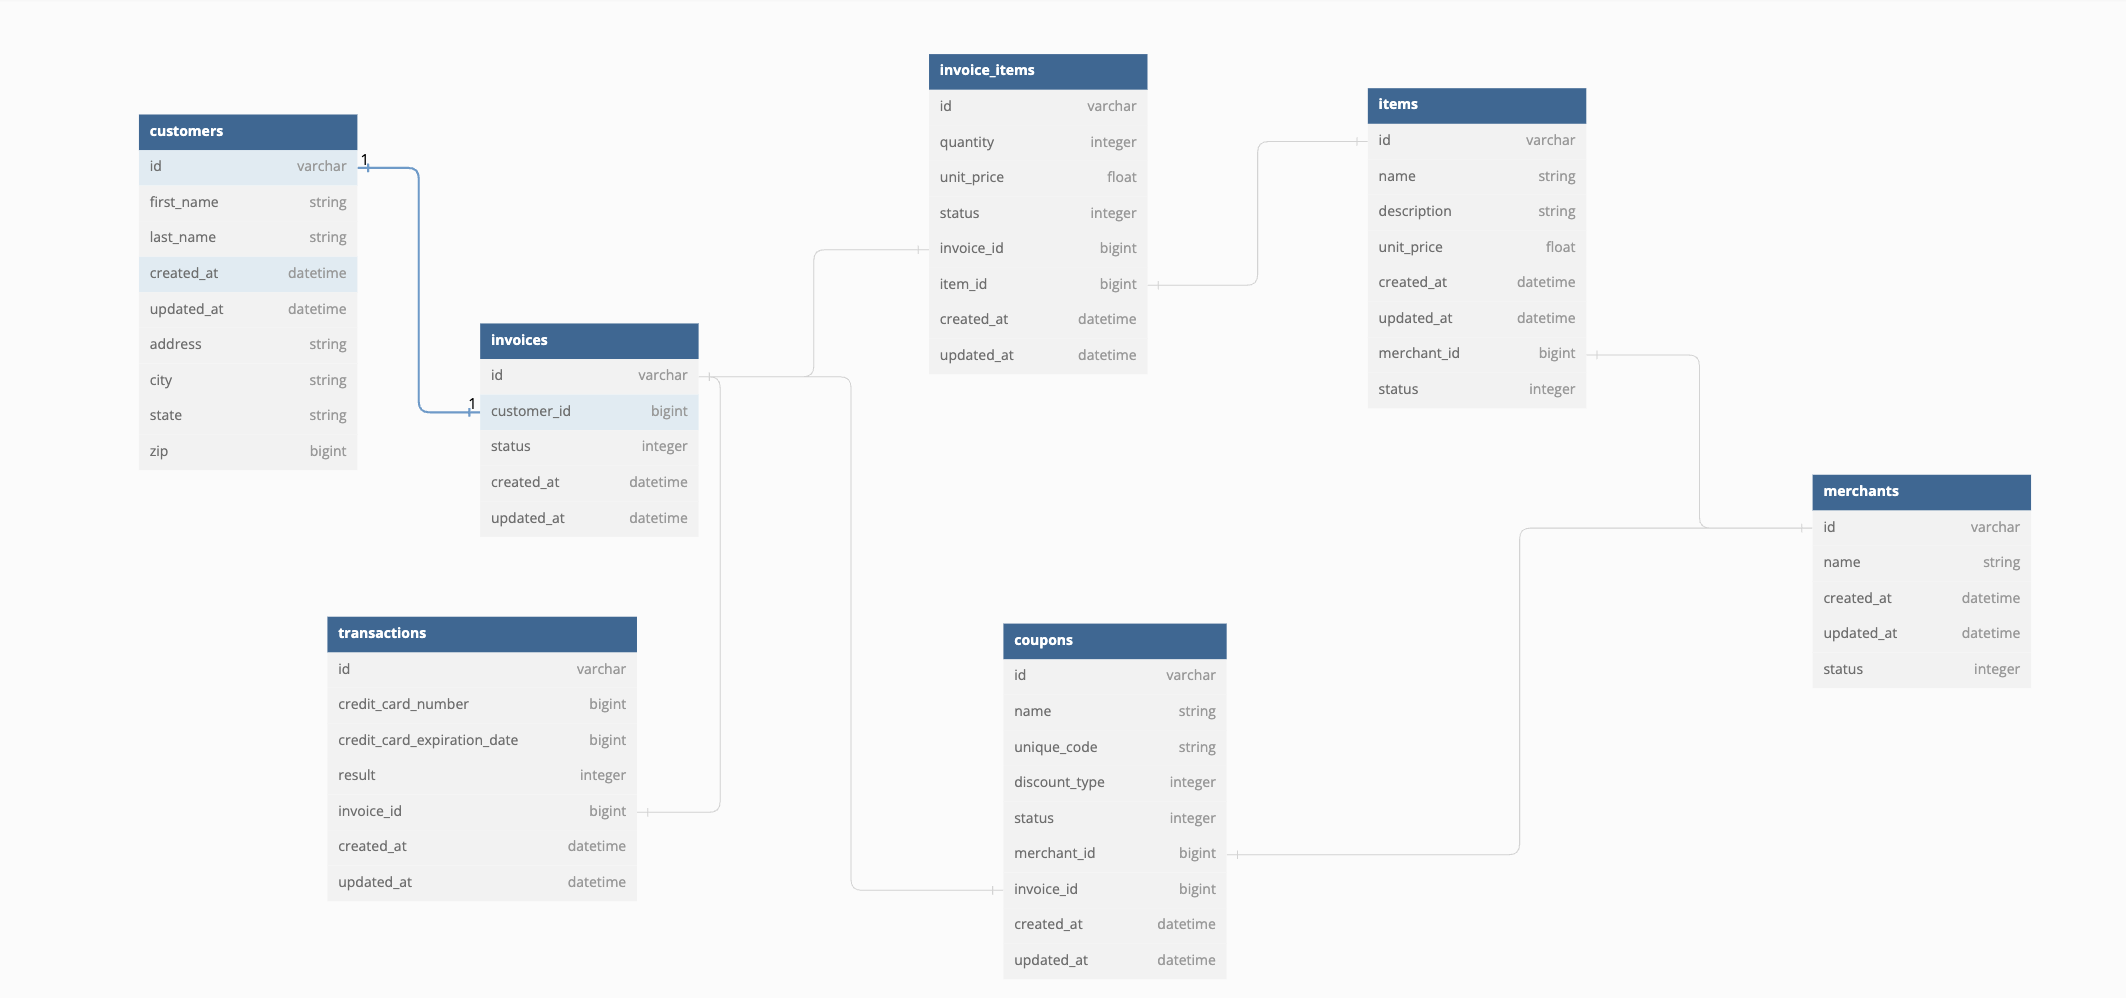 customers
id varchar
first_name string
last_name string
created_at datetime
updated_at datetime
address string
city string
state string
zip bigint
1
1
invoices
id varchar
customer_id bigint
status integer
created_at datetime
updated_at datetime
invoice_items
id varchar
quantity integer
unit_price float
status integer
invoice_id bigint
item_id bigint
created_at datetime
updated_at datetime
items
id varchar
name string
description string
unit_price float
created_at datetime
updated_at datetime
merchant_id bigint
status integer
merchants
id varchar
name string
created_at datetime
updated_at datetime
status integer
transactions
id varchar
credit_card_number bigint
credit_card_expiration_date bigint
result integer
invoice_id bigint
created_at datetime
updated_at datetime
coupons
id varchar
name string
unique_code string
discount_type integer
status integer
merchant_id bigint
invoice_id bigint
created_at datetime
updated_at datetime